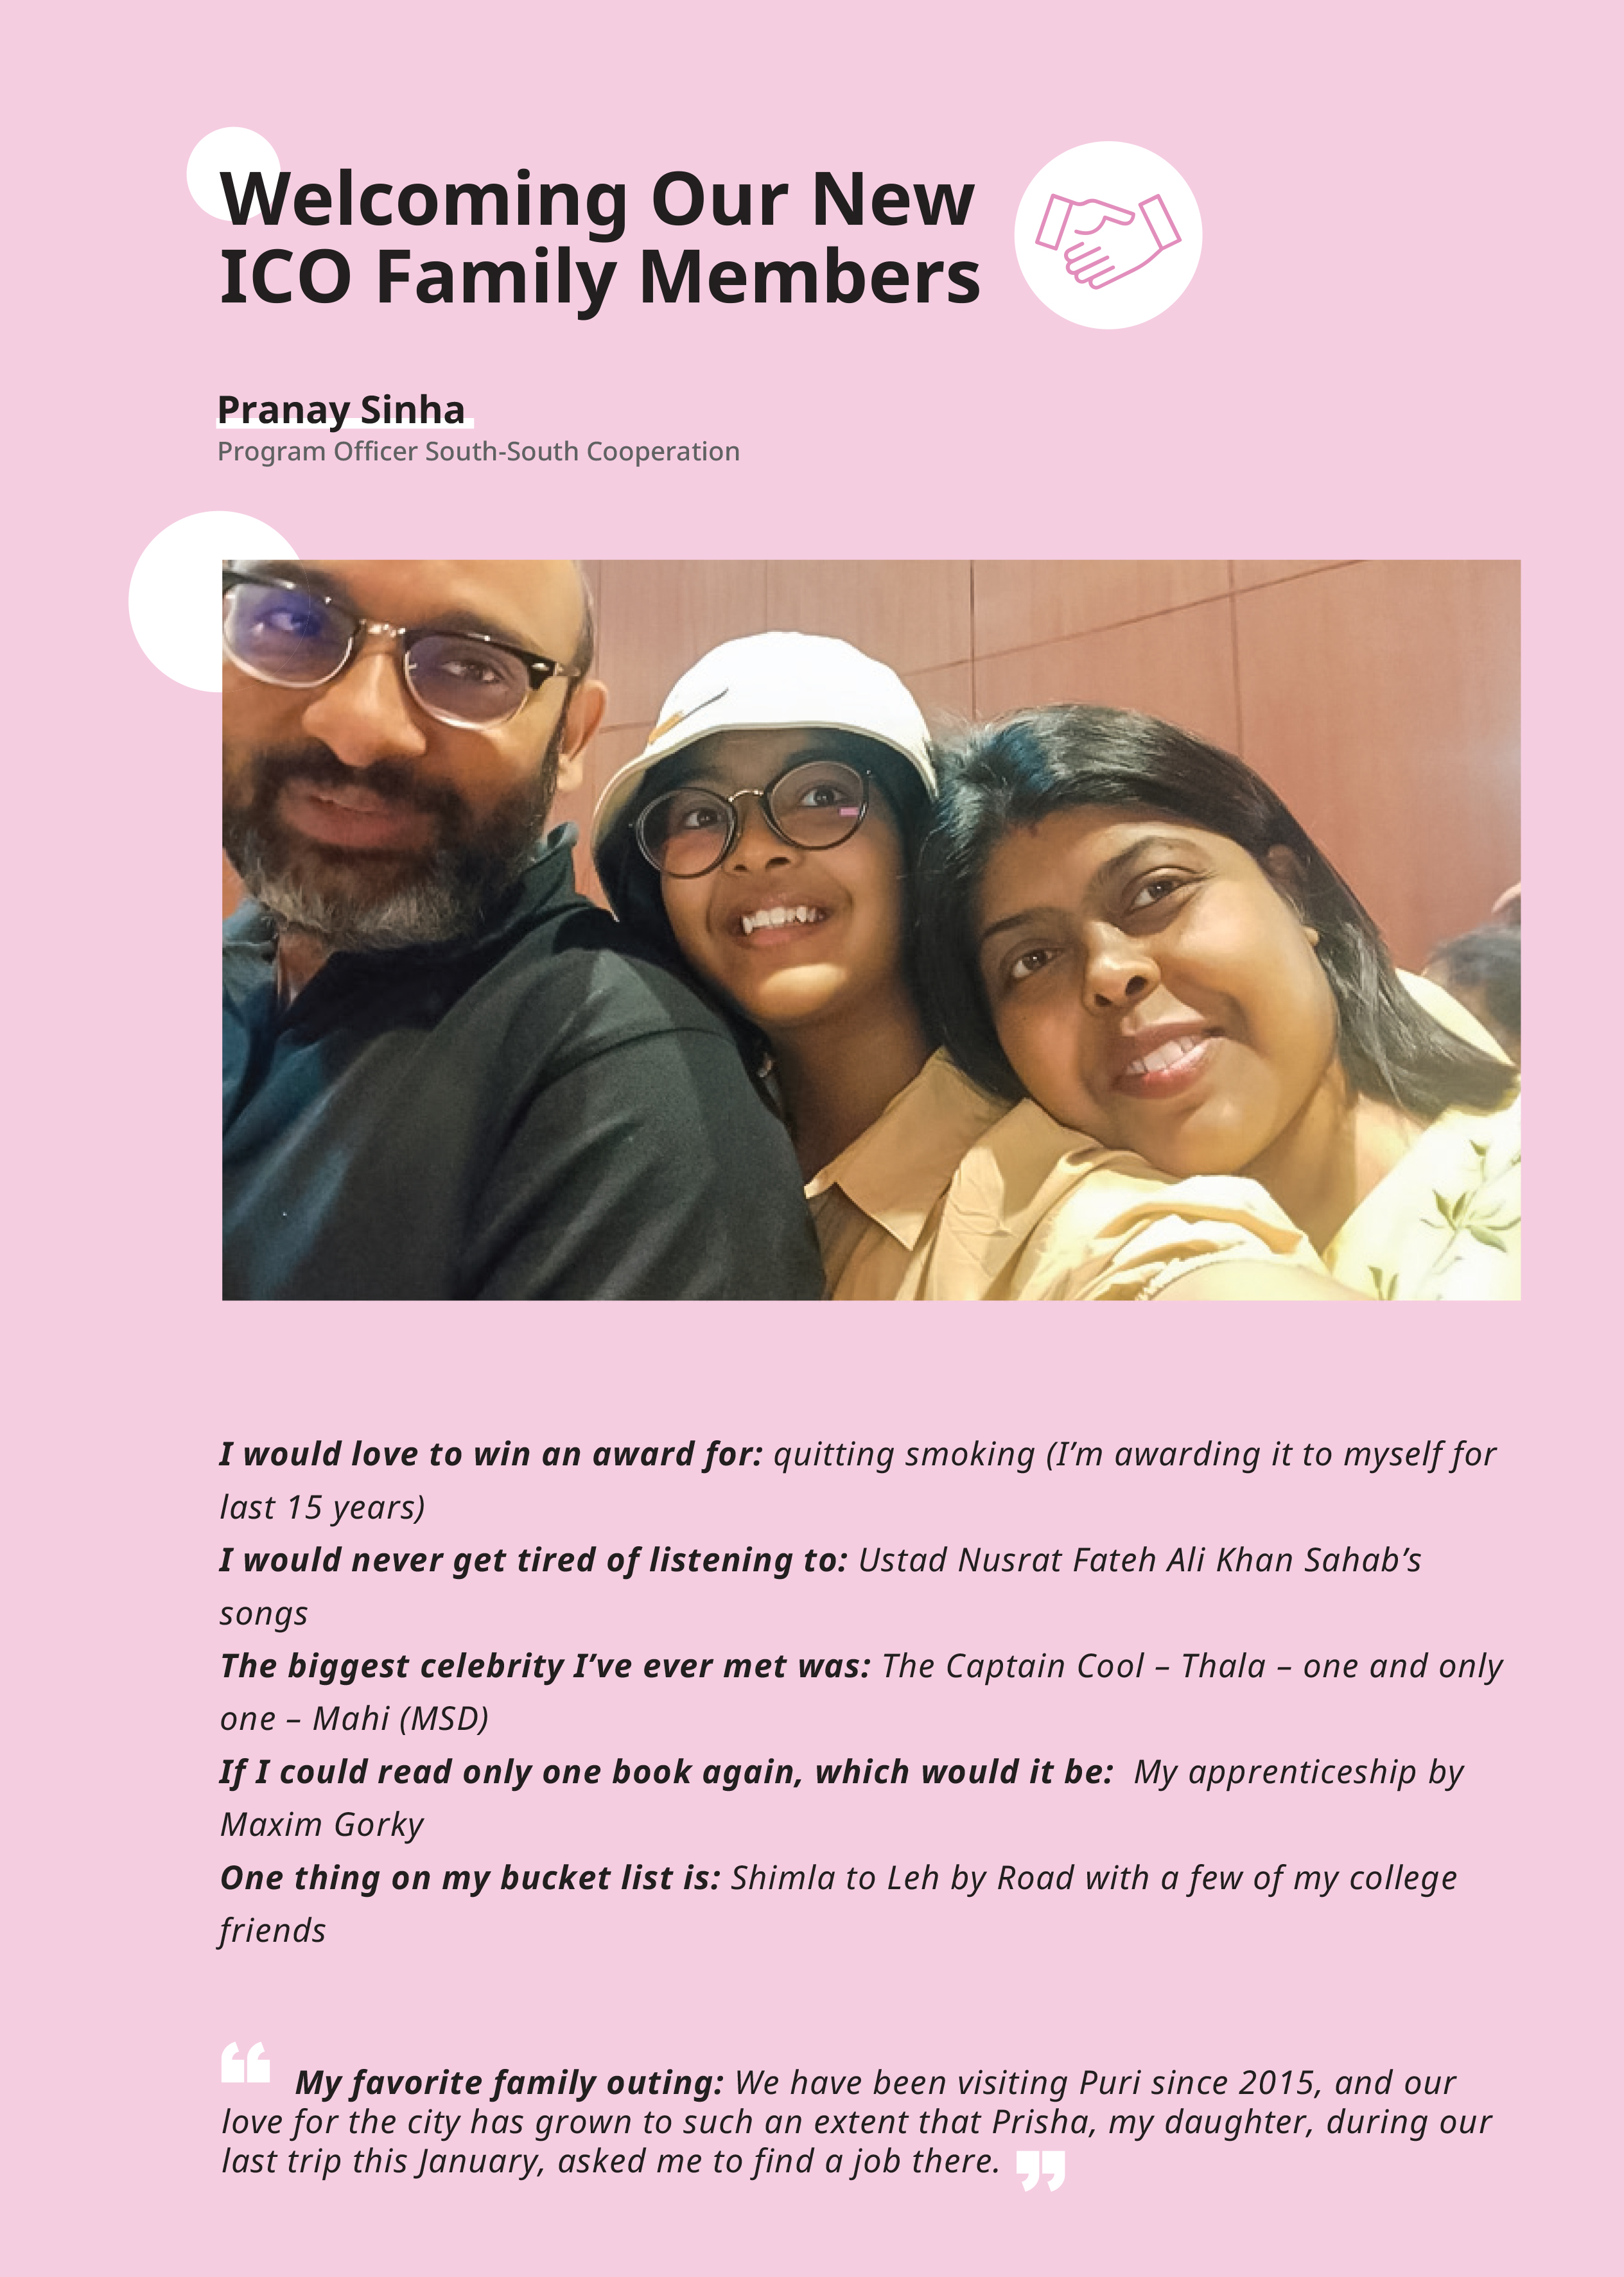 Welcoming Our New
ICO Family Members
Pranay Sinha
Program Officer South-South Cooperation
I would love to win an award for: quitting smoking (I’m awarding it to myself for
last 15 years)
I would never get tired of listening to: Ustad Nusrat Fateh Ali Khan Sahab’s
songs
The biggest celebrity I’ve ever met was: The Captain Cool – Thala – one and only
one – Mahi (MSD)
If I could read only one book again, which would it be:  My apprenticeship by
Maxim Gorky
One thing on my bucket list is: Shimla to Leh by Road with a few of my college
friends
“ My favorite family outing: We have been visiting Puri since 2015, and our
love for the city has grown to such an extent that Prisha, my daughter, during our
last trip this January, asked me to find a job there. ”